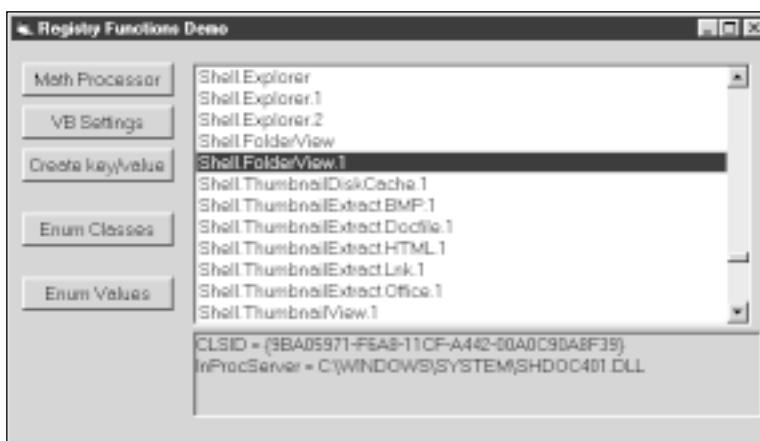 Registry Functions Demo
Math Processor
VB Settings
Create key/value
Enum Classes
Enum Values
Shell.Explorer
Shell.Explorer.1
Shell.Explorer.2
Shell.FolderView
Shell.FolderView.1
Shell.ThumbnailDiskCache.1
Shell.ThumbnailExtract.BMP.1
Shell.ThumbnailExtract.Docfile.1
Shell.ThumbnailExtract.HTML.1
Shell.ThumbnailExtract.Lnk.1
Shell.ThumbnailExtract.Office.1
Shell.ThumbnailView.1
CLSID = {9BA05971-F6A8-11CF-A442-00A0C90A8F39}
InProcServer = C:\WINDOWS\SYSTEM\SHDOC401.DLL